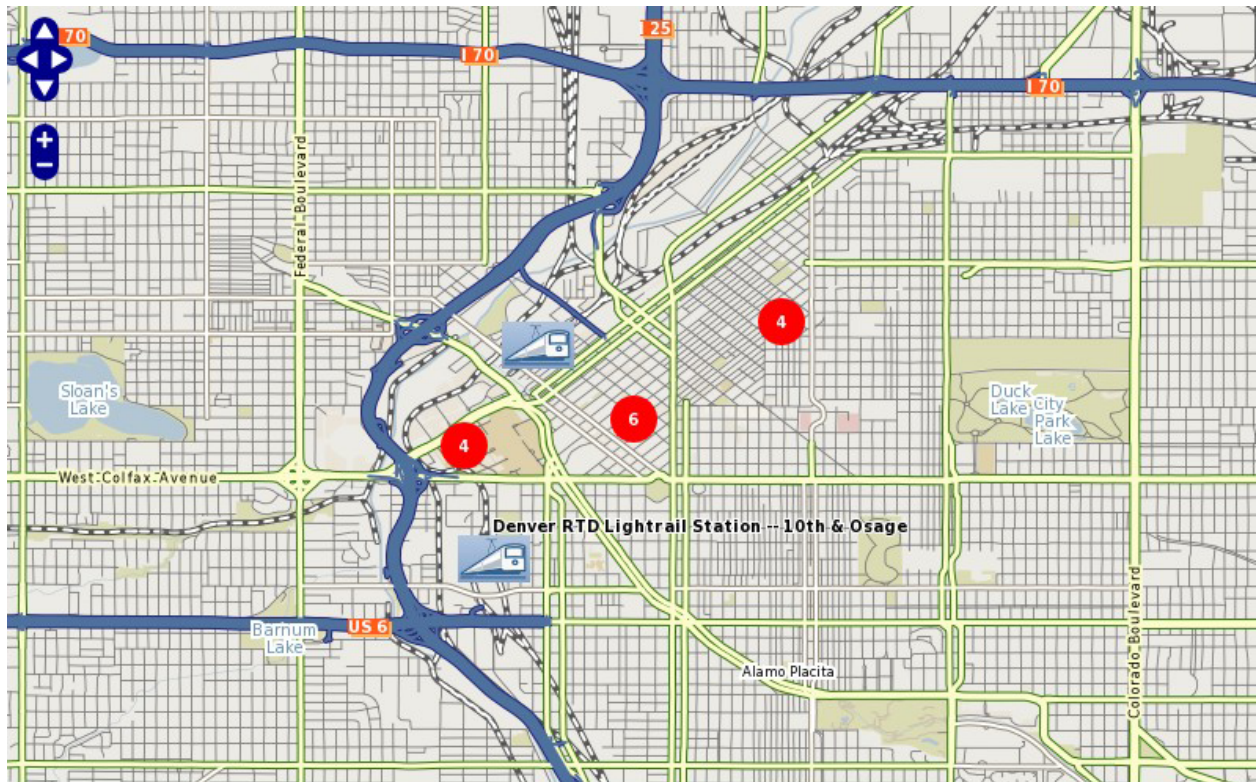 70
I 70
I 25
I 70
+
−
Federal Boulevard
4
Sloan's
Lake
6
4
Duck
Lake
City
Park
Lake
West Colfax Avenue
Denver RTD Lightrail Station -- 10th & Osage
US 6
Barnum
Lake
Alamo Placita
Colorado Boulevard